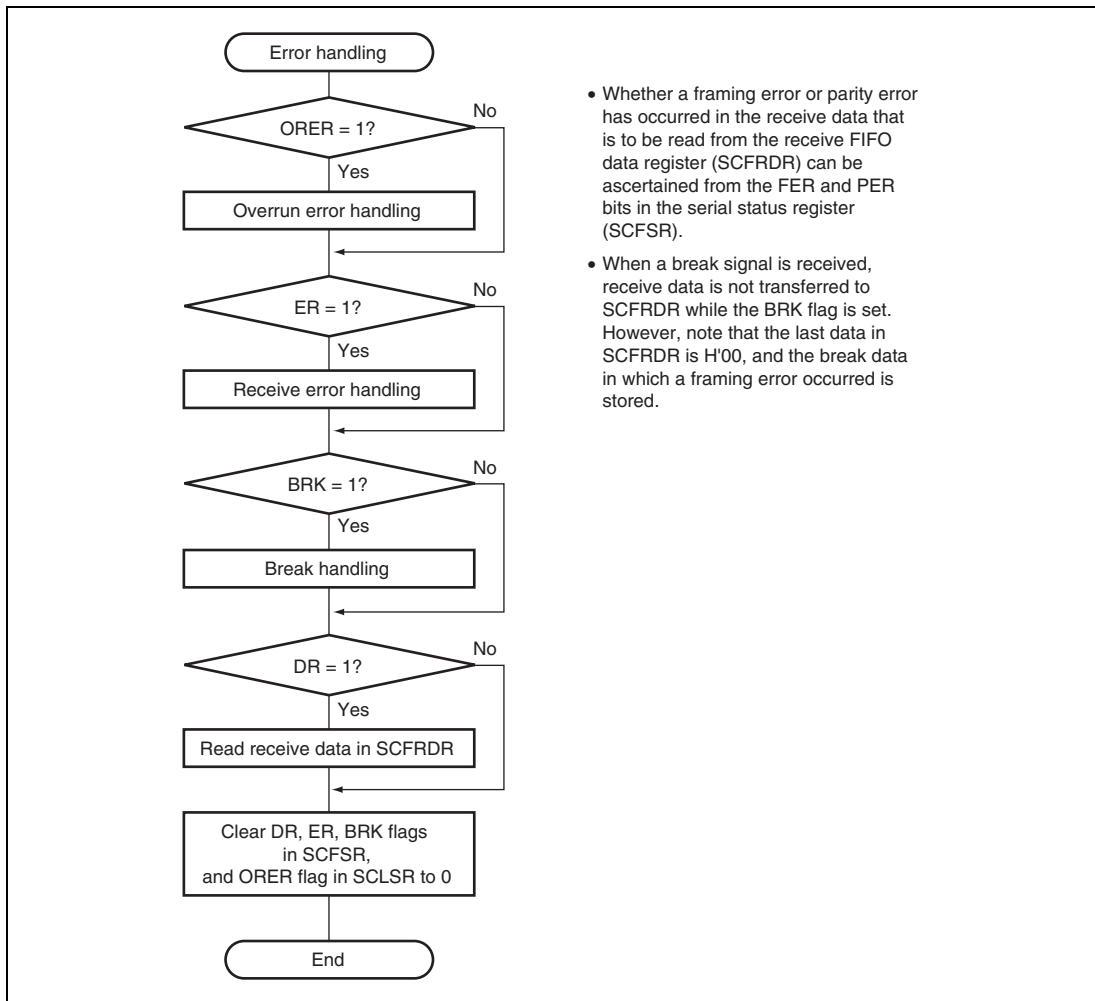 Error handling
ORER = 1?
No
Yes
Overrun error handling
ER = 1?
No
Yes
Receive error handling
BRK = 1?
No
Yes
Break handling
DR = 1?
No
Yes
Read receive data in SCFRDR
Clear DR, ER, BRK flags
in SCFSR,
and ORER flag in SCLSR to 0
End
• Whether a framing error or parity error
has occurred in the receive data that
is to be read from the receive FIFO
data register (SCFRDR) can be
ascertained from the FER and PER
bits in the serial status register
(SCFSR).
• When a break signal is received,
receive data is not transferred to
SCFRDR while the BRK flag is set.
However, note that the last data in
SCFRDR is H'00, and the break data
in which a framing error occurred is
stored.